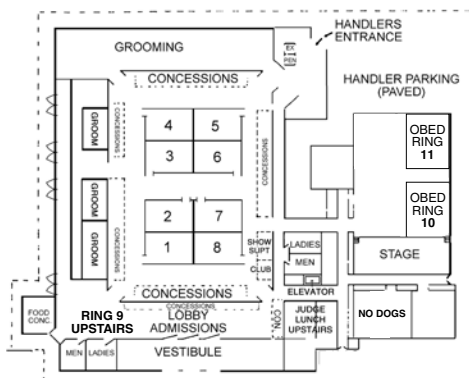 HANDLERS
ENTRANCE
GROOMING
EX
PEN
CONCESSIONS
HANDLER PARKING
(PAVED)
GROOM
CONCESSIONS
4
5
3
6
CONCESSIONS
OBED
RING
11
GROOM
GROOM
CONCESSIONS
2
7
1
8
SHOW
SUPT
CLUB
LADIES
MEN
ELEVATOR
OBED
RING
10
STAGE
CONCESSIONS
CONCESSIONS
FOOD
CONC.
RING 9
UPSTAIRS
LOBBY
ADMISSIONS
CON.
JUDGE
LUNCH
UPSTAIRS
NO DOGS
MEN
LADIES
VESTIBULE